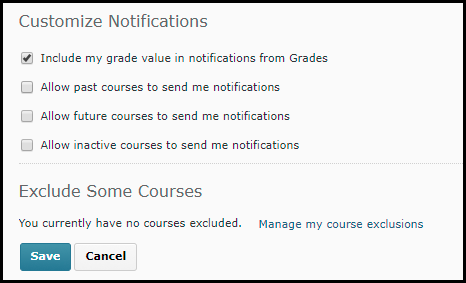 Customize Notifications
Include my grade value in notifications from Grades
Allow past courses to send me notifications
Allow future courses to send me notifications
Allow inactive courses to send me notifications
Exclude Some Courses
You currently have no courses excluded. Manage my course exclusions
Save Cancel